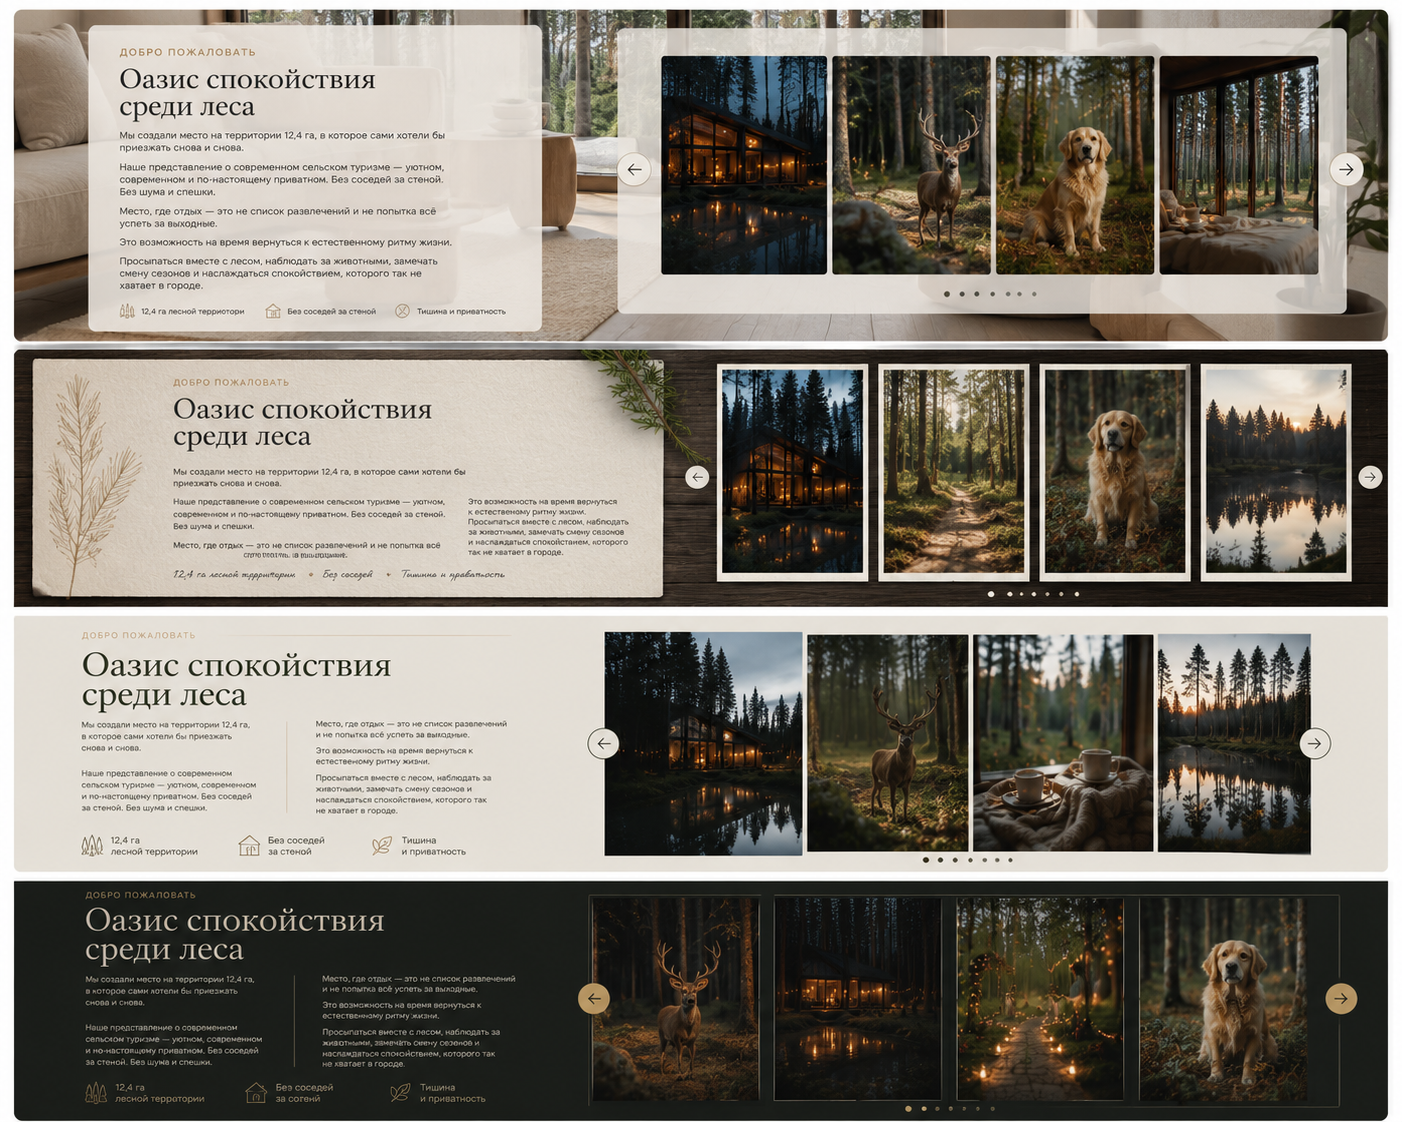 ДОБРО ПОЖАЛОВАТЬ
Оазис спокойствия
среди леса
Мы создали место на территории 12,4 га, в которое сами хотели бы
приезжать снова и снова.
Наше представление о современном сельском туризме — уютном,
современном и по-настоящему приватном. Без соседей за стеной.
Без шума и спешки.
Место, где отдых — это не список развлечений и не попытка всё
успеть за выходные.
Это возможность на время вернуться к естественному ритму жизни.
Просыпаться вместе с лесом, наблюдать за животными, замечать
смену сезонов и наслаждаться спокойствием, которого так не
хватает в городе.
12,4 га лесной территории
Без соседей за стеной
Тишина и приватность
ДОБРО ПОЖАЛОВАТЬ
Оазис спокойствия
среди леса
Мы создали место на территории 12,4 га, в которое сами хотели бы
приезжать снова и снова.
Наше представление о современном сельском туризме — уютном,
современном и по-настоящему приватном. Без соседей за стеной.
Без шума и спешки.
Место, где отдых — это не список развлечений и не попытка всё
Это возможность на время вернуться
к естественому ритму жизни.
Просыпаться вместе с лесом, наблюдать
за животными, замечать смену сезонов
и наслаждаться спокойствием, которого
так не хватает в городе.
12,4 га лесной территории
Без соседей
Тишина и
ДОБРО ПОЖАЛОВАТЬ
Оазис спокойствия
среди леса
Мы создали место на территории 12,4 га,
в которое сами хотели бы приезжать
снова и снова.
Наше представление о современном
сельском туризме — уютном, современном
и по-настоящему приватном. Без соседей
за стеной. Без шума и спешки.
Место, где отдых — это не список развлечений
и не попытка всё успеть за выходные.
Это возможность на время вернуться к
естественому ритму жизни.
Просыпаться вместе с лесом, наблюдать за
животными, замечать смену сезонов и
наслаждаться спокойствием, которого так
не хватает в городе.
12,4 га
лесной территории
Без соседей
за стеной
Тишина
и приватность
ДОБРО ПОЖАЛОВАТЬ
Оазис спокойствия
среди леса
Мы создали место на территории 12,4 га,
в которое сами хотели бы приезжать
снова и снова.
Наше представление о современном
сельском туризме — уютном, современном
и по-настоящему приватном. Без соседей
за стеной. Без шума и спешки.
Место, где отдых — это не список развлечений
и не попытка всё успеть за выходные.
Это возможность на время вернуться к
естественному ритму жизни.
Просыпаться вместе с лесом, наблюдать за
животными, замечать смену сезонов и
наслаждаться спокойствием, которого так
не хватает в городе.
12,4 га
лесной территории
Без соседей
за
Тишина
и приватность